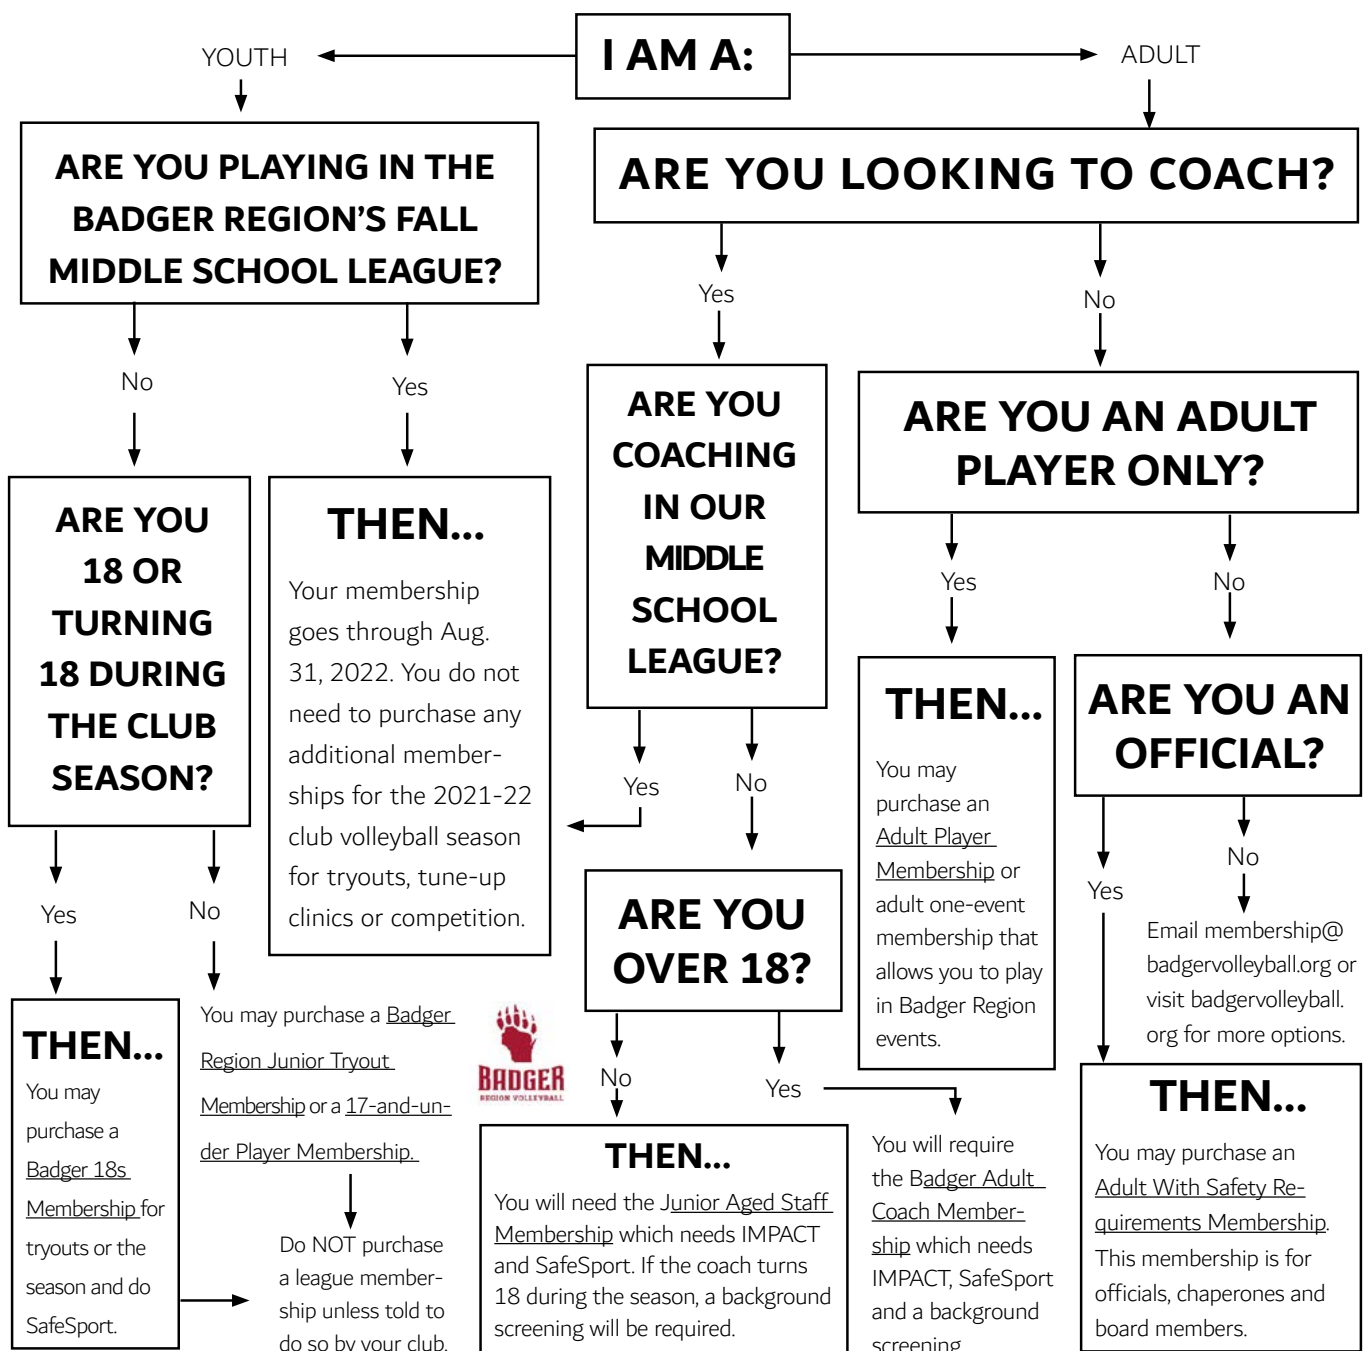 I AM A:
YOUTH
ADULT
ARE YOU PLAYING IN THE
BADGER REGION'S FALL
MIDDLE SCHOOL LEAGUE?
ARE YOU LOOKING TO COACH?
No
Yes
Yes
No
ARE YOU
18 OR
TURNING
18 DURING
THE CLUB
SEASON?
THEN...
Your membership
goes through Aug.
31, 2022. You do not
need to purchase any
additional member-
ships for the 2021-22
club volleyball season
for tryouts, tune-up
clinics or competition.
ARE YOU
COACHING
IN OUR
MIDDLE
SCHOOL
LEAGUE?
ARE YOU AN ADULT
PLAYER ONLY?
Yes
No
Yes
No
Yes
No
THEN...
You may
purchase a
Badger 18s
Membership for
tryouts or the
season and do
SafeSport.
You may purchase a Badger
Region Junior Tryout
Membership or a 17-and-un-
der Player Membership.
Do NOT purchase
a league member-
ship unless told to
do so by your club.
BADGER
REGION VOLLEYBALL
ARE YOU
OVER 18?
No
Yes
THEN...
You will need the Junior Aged Staff
Membership which needs IMPACT
and SafeSport. If the coach turns
18 during the season, a background
screening will be required.
You will require
the Badger Adult
Coach Member-
ship which needs
IMPACT, SafeSport
and a background
screening
THEN...
You may
purchase an
Adult Player
Membership or
adult one-event
membership that
allows you to play
in Badger Region
events.
ARE YOU AN
OFFICIAL?
Yes
No
Email membership@
badgervolleyball.org or
visit badgervolleyball.
org for more options.
THEN...
You may purchase an
Adult With Safety Re-
quirements Membership.
This membership is for
officials, chaperones and
board members.